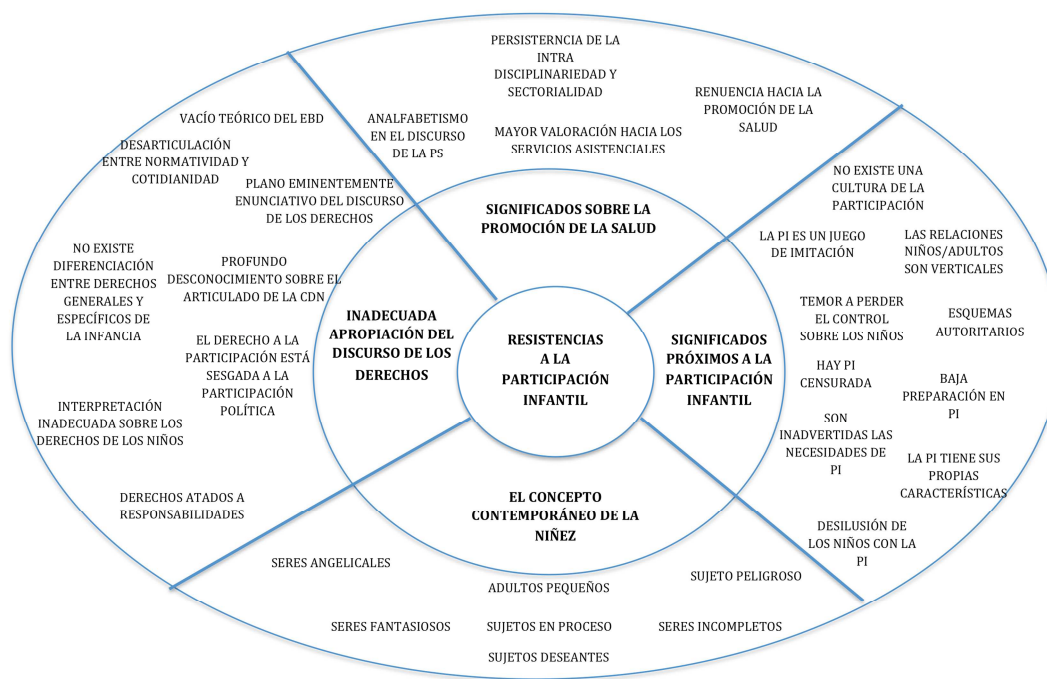 PERSISTERNCIA DE LA
INTRA
DISCIPLINARIEDAD Y
SECTORIALIDAD
RENUENCIA HACIA LA
PROMOCIÓN DE LA
SALUD
ANALFABETISMO
EN EL DISCURSO
DE LA PS
MAYOR VALORACIÓN HACIA LOS
SERVICIOS ASISTENCIALES
VACÍO TEÓRICO DEL EBD
DESARTICULACIÓN
ENTRE NORMATIVIDAD Y
COTIDIANIDAD
PLANO EMINENTEMENTE
ENUNCIATIVO DEL DISCURSO
DE LOS DERECHOS
NO EXISTE
DIFERENCIACIÓN
ENTRE DERECHOS
GENERALES Y
ESPECÍFICOS DE
LA INFANCIA
PROFUNDO
DESCONOCIMIENTO SOBRE EL
ARTICULADO DE LA CDN
EL DERECHO A LA
PARTICIPACIÓN ESTÁ
SESGADA A LA
PARTICIPACIÓN
POLÍTICA
INTERPRETACIÓN
INADECUADA SOBRE LOS
DERECHOS DE LOS NIÑOS
DERECHOS ATADOS A
RESPONSABILIDADES
SIGNIFICADOS SOBRE LA
PROMOCIÓN DE LA SALUD
INADECUADA
APROPIACIÓN DEL
DISCURSO DE LOS
DERECHOS
RESISTENCIAS
A LA
PARTICIPACIÓN
INFANTIL
SIGNIFICADOS
PRÓXIMOS A LA
PARTICIPACIÓN
INFANTIL
EL CONCEPTO
CONTEMPORÁNEO DE LA
NIÑEZ
NO EXISTE UNA
CULTURA DE LA
PARTICIPACIÓN
LA PI ES UN JUEGO
DE IMITACIÓN
LAS RELACIONES
NIÑOS/ADULTOS
SON VERTICALES
TEMOR A PERDER
EL CONTROL
SOBRE LOS NIÑOS
ESQUEMAS
AUTORITARIOS
HAY PI
CENSURADA
BAJA
PREPARACIÓN EN
PI
SON
INADVERTIDAS LAS
NECESIDADES DE
PI
LA PI TIENE SUS
PROPIAS
CARACTERÍSTICAS
DESILUSIÓN DE
LOS NIÑOS CON LA
PI
SERES ANGELICALES
ADULTOS PEQUEÑOS
SUJETO PELIGROSO
SERES FANTASIOSOS
SUJETOS EN PROCESO
SERES INCOMPLETOS
SUJETOS DESEANTES